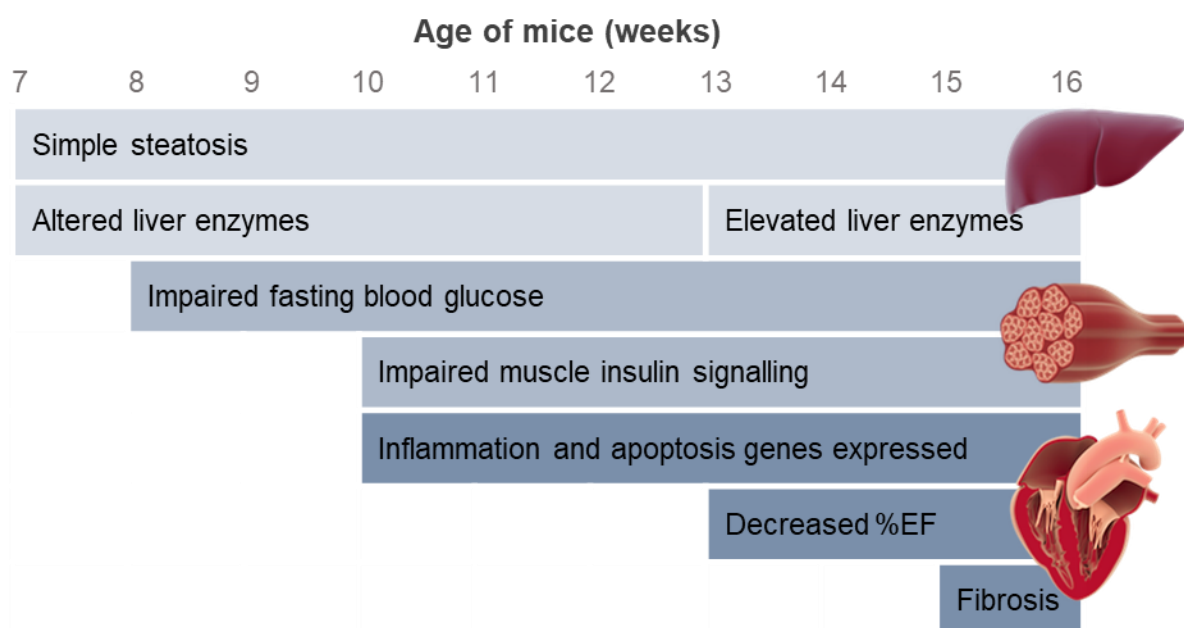 Age of mice (weeks)
7 8 9 10 11 12 13 14 15 16
Simple steatosis
Altered liver enzymes Elevated liver enzymes
Impaired fasting blood glucose
Impaired muscle insulin signalling
Inflammation and apoptosis genes expressed
Decreased %EF
Fibrosis